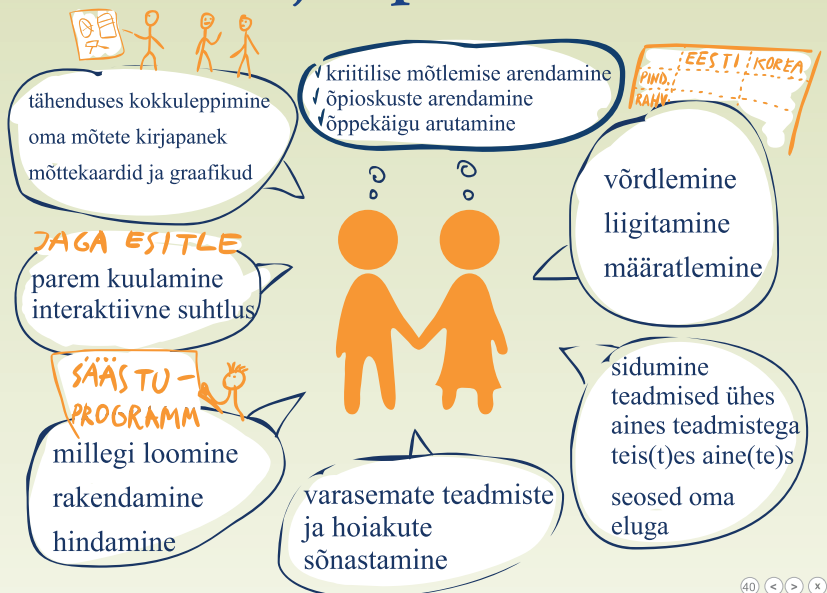 tähenduses kokkuleppimine
oma mõtete kirjapanek
mõttekaardid ja graafikud
kriitilise mõtlemise arendamine
õpioskuste arendamine
õppekäigu arutamine
EESTI KOREA
PIND.
RAHV.
võrdlemine
liigitamine
määratlemine
JAGA ESITLE
parem kuulamine
interaktiivne suhtlus
SÄÄSTU-
PROGRAMM
millegi loomine
rakendamine
hindamine
varasemate teadmiste
ja hoiakute
sõnastamine
sidumine
teadmised ühes
aines teadmistega
teis(t)es aine(te)s
seosed oma
eluga
40 < > x